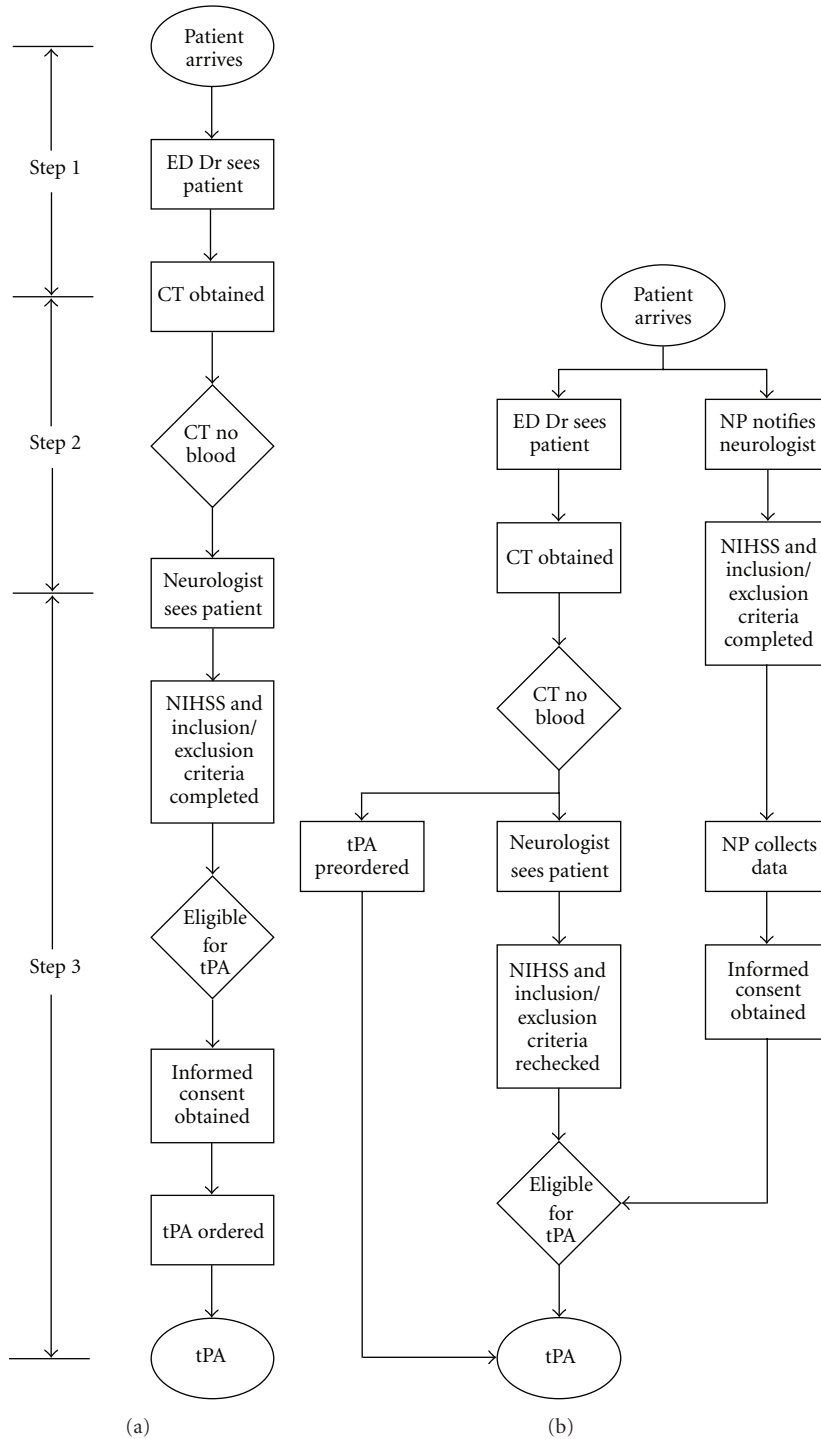 Patient
arrives
Step 1
ED Dr sees
patient
CT obtained
Step 2
CT no
blood
Neurologist
sees patient
Step 3
NIHSS and
inclusion/
exclusion
criteria
completed
Eligible
for
tPA
Informed
consent
obtained
tPA ordered
tPA
(a)
Patient
arrives
ED Dr sees
patient
NP notifies
neurologist
CT obtained
NIHSS and
inclusion/
exclusion
criteria
completed
CT no
blood
tPA
preordered
Neurologist
sees patient
NP collects
data
NIHSS and
inclusion/
exclusion
criteria
rechecked
Informed
consent
obtained
Eligible
for
tPA
tPA
(b)